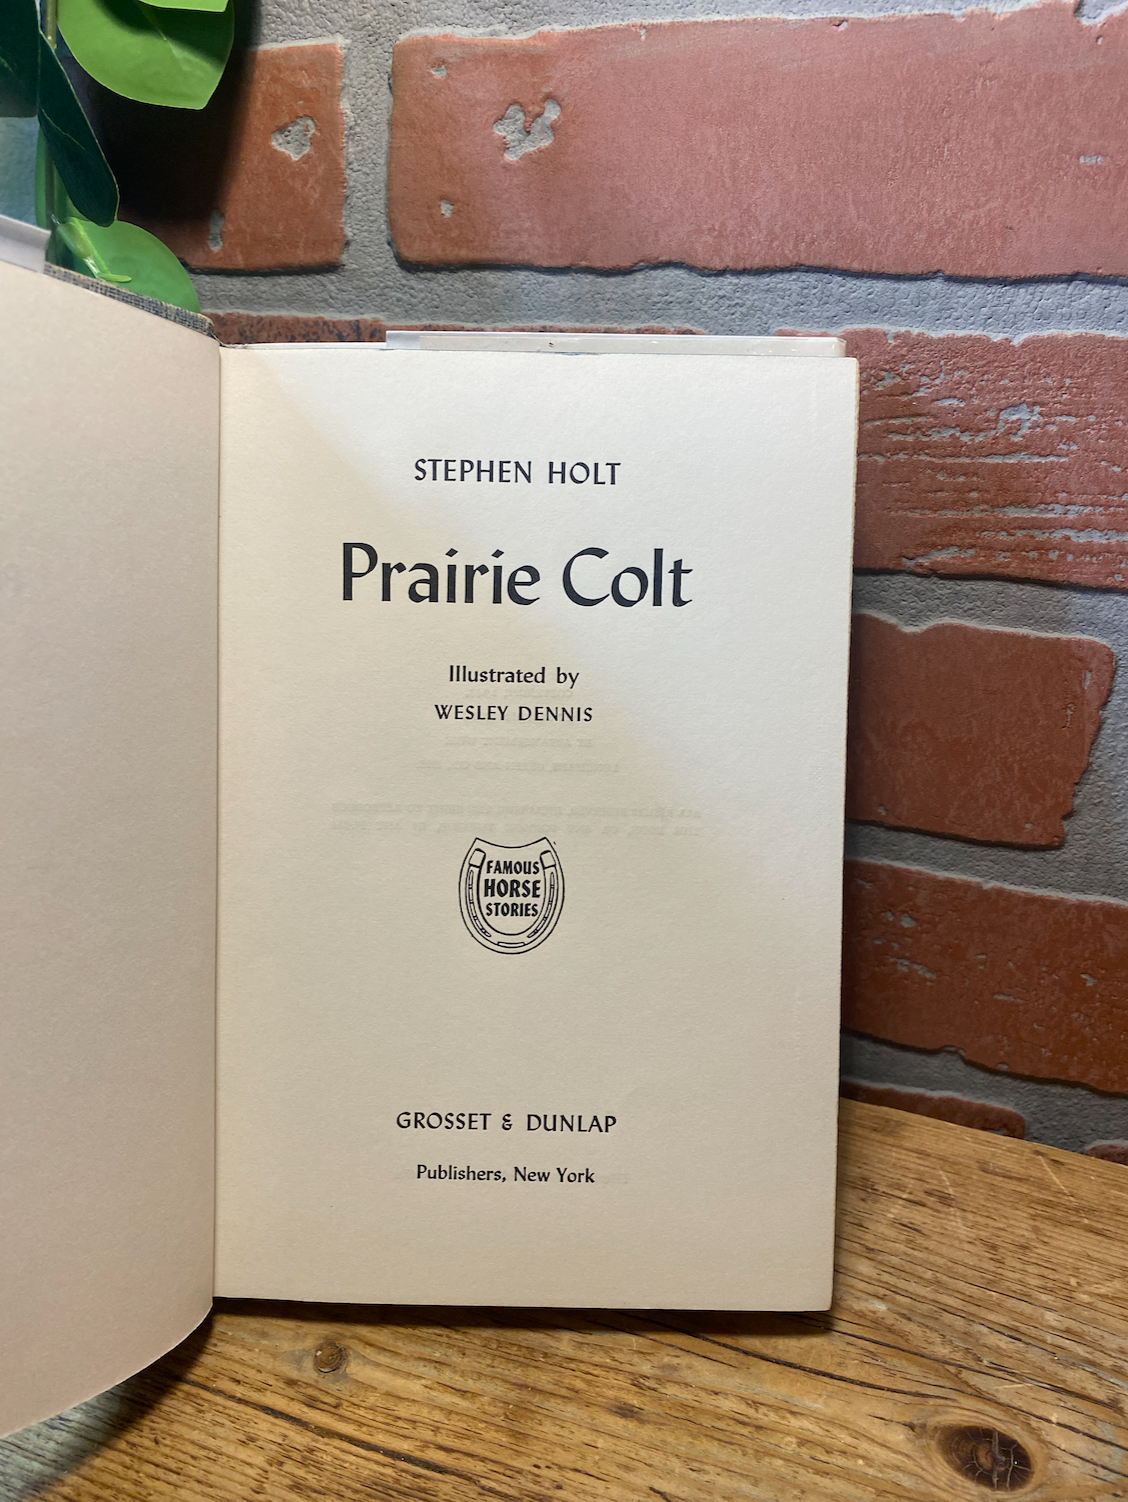 STEPHEN HOLT
Prairie Colt
Illustrated by
WESLEY DENNIS
FAMOUS
HORSE
STORIES
GROSSET & DUNLAP
Publishers, New York